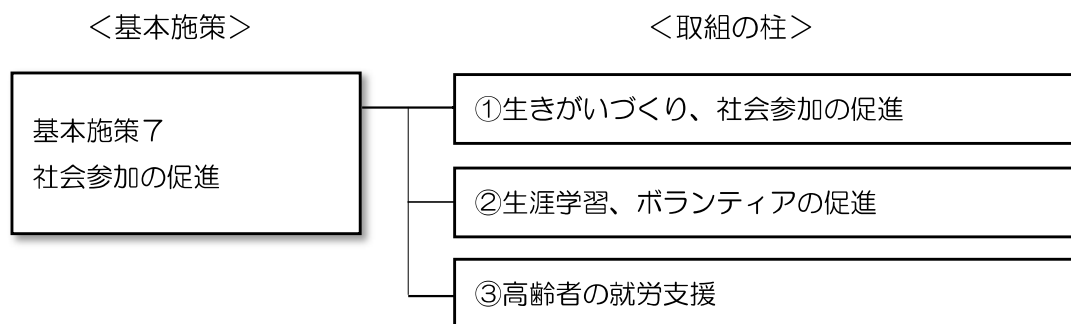 ＜基本施策＞
＜取組の柱＞
基本施策７
社会参加の促進
①生きがいづくり、社会参加の促進
②生涯学習、ボランティアの促進
③高齢者の就労支援